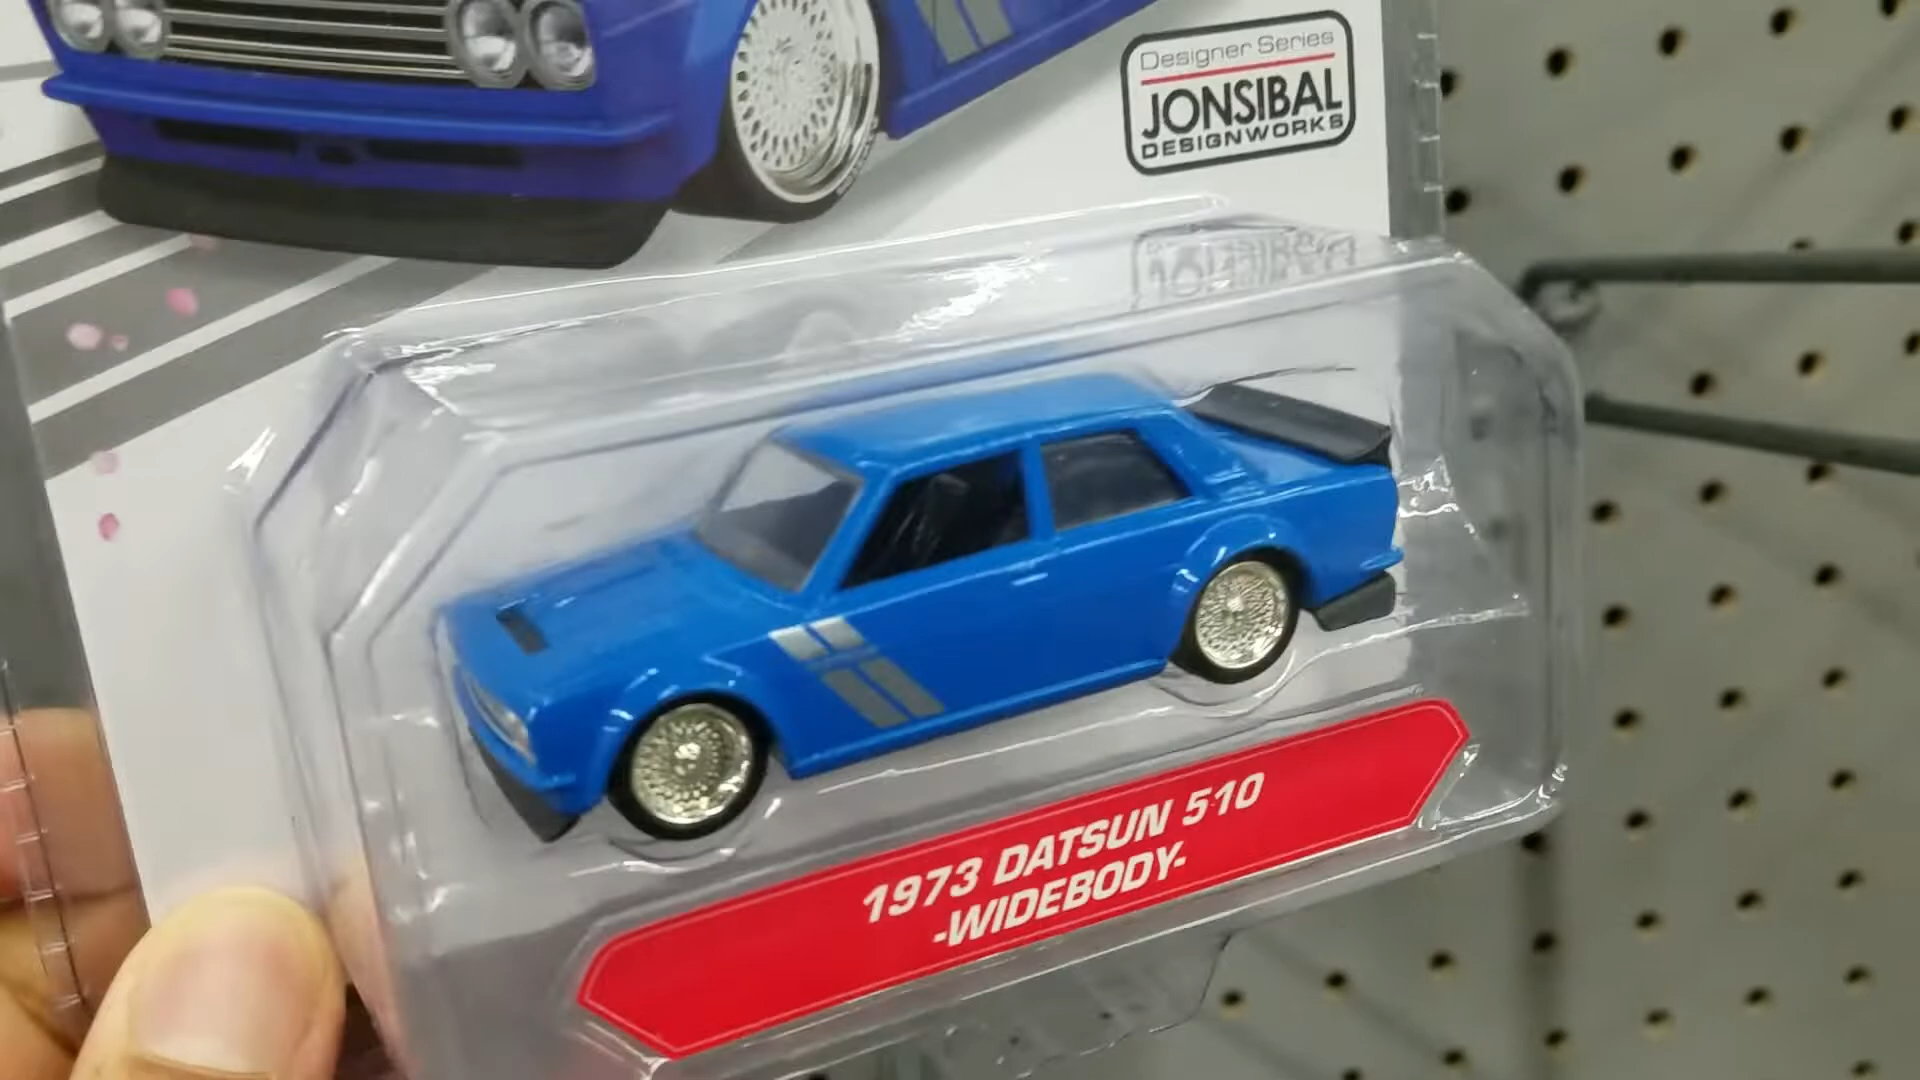 Designer Series
JONSIBAL
DESIGNWORKS
1973 DATSUN 510
-WIDEBODY-